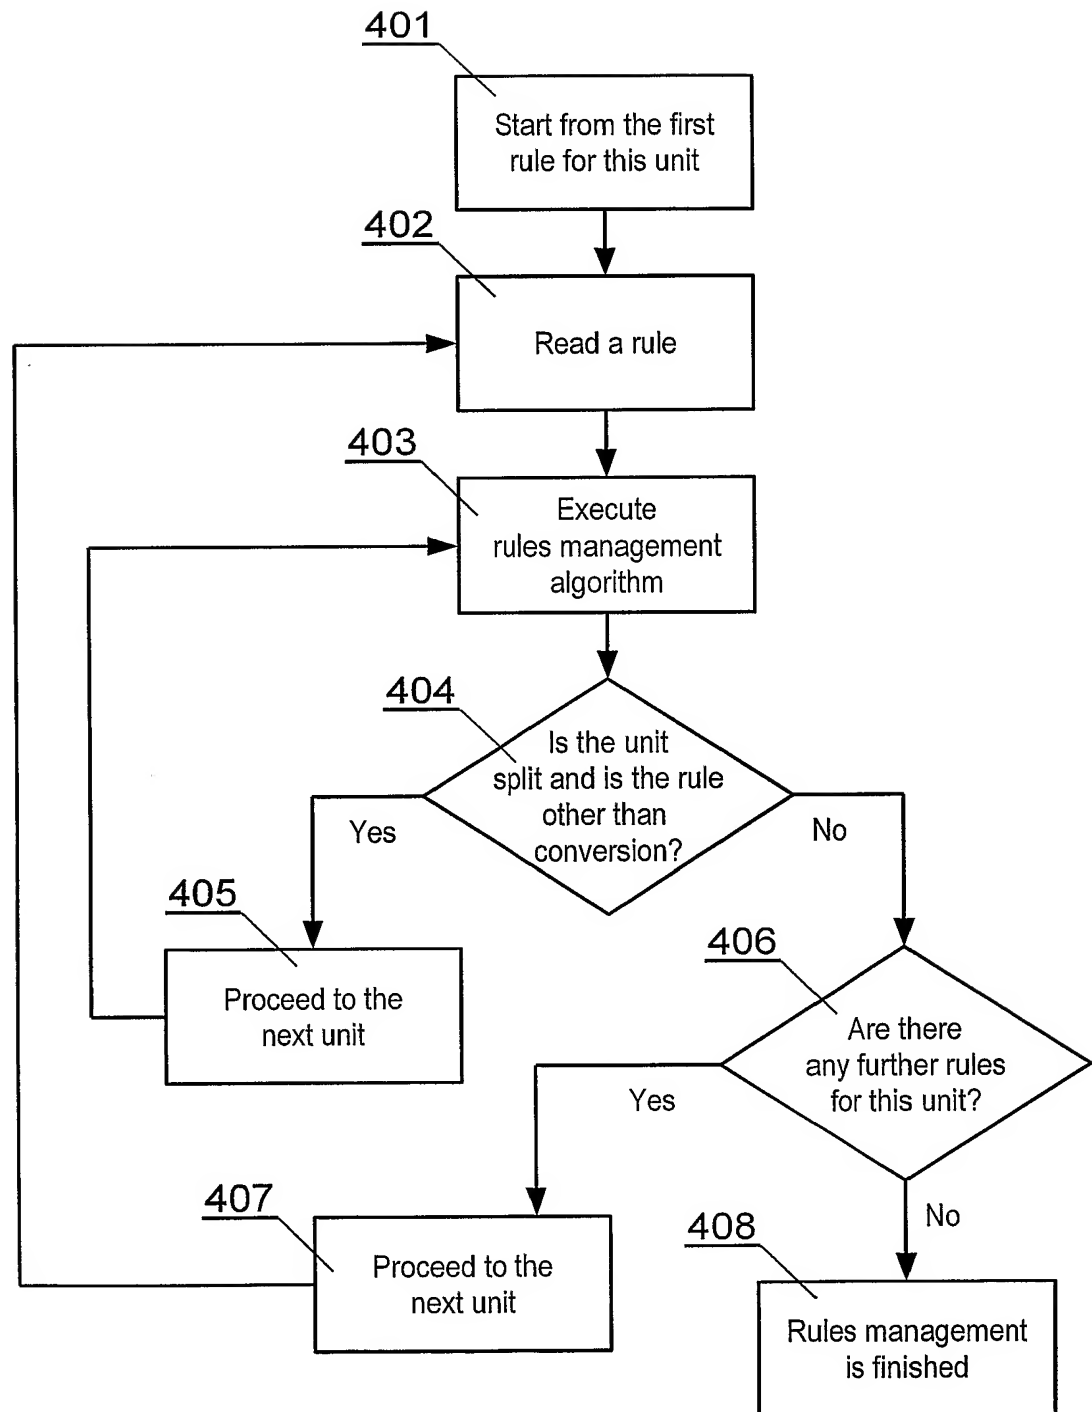 401
Start from the first
rule for this unit
402
Read a rule
403
Execute
rules management
algorithm
404
Is the unit
split and is the rule
other than
conversion?
Yes
No
405
Proceed to the
next unit
406
Are there
any further rules
for this unit?
Yes
No
407
Proceed to the
next unit
408
Rules management
is finished